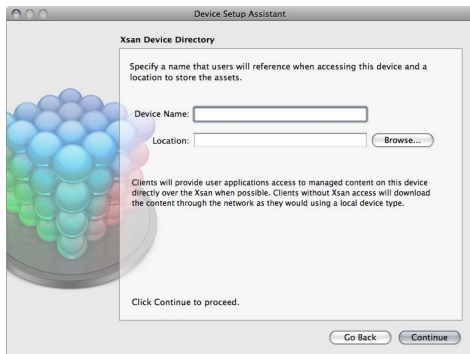 Device Setup Assistant
Xsan Device Directory
Specify a name that users will reference when accessing this device and a
location to store the assets.
Device Name:
Location:
Browse...
Clients will provide user applications access to managed content on this device
directly over the Xsan when possible. Clients without Xsan access will download
the content through the network as they would using a local device type.
Click Continue to proceed.
Go Back
Continue